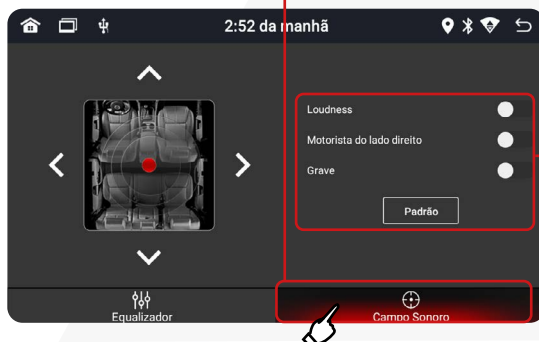 2:52 da manhã
Loudness
Motorista do lado direito
Grave
Padrão
Equalizador
Campo Sonoro